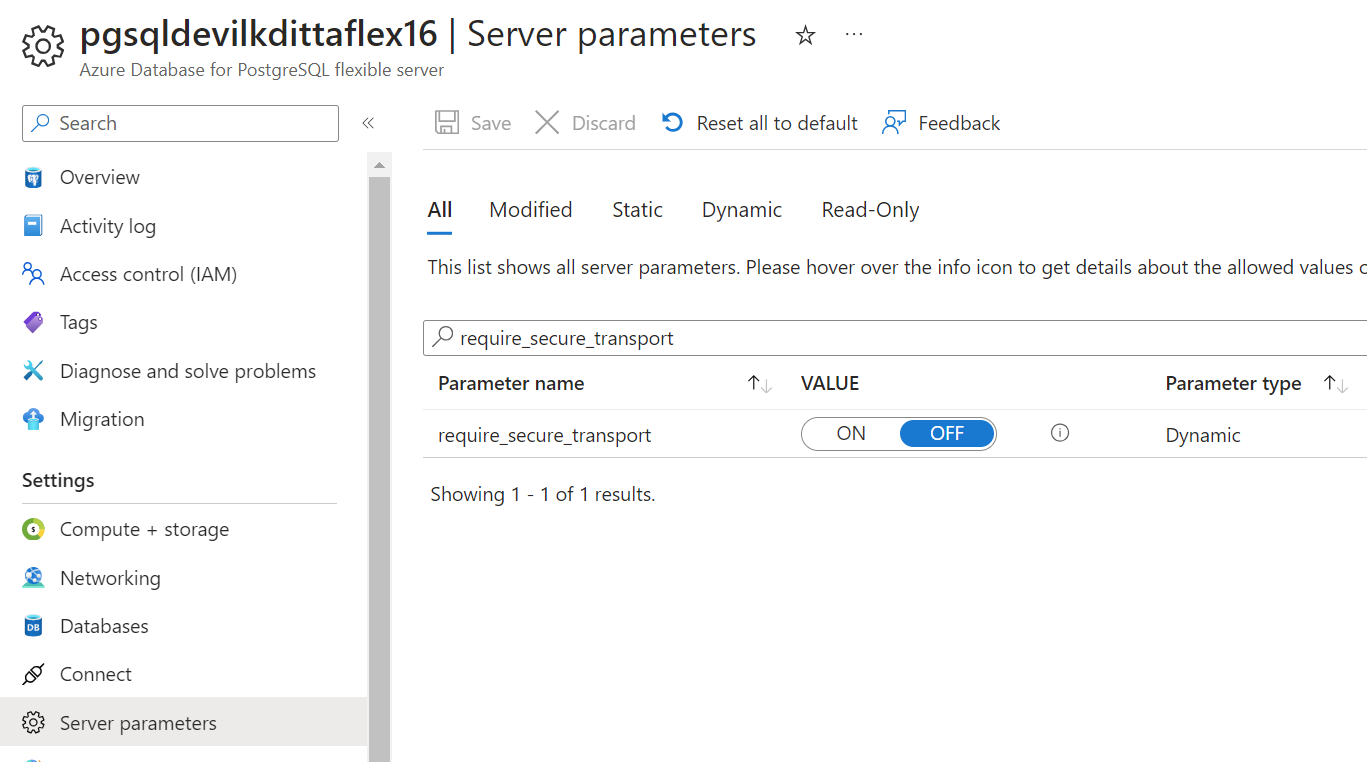 pgsqldevilkdittaflex16 | Server parameters
Azure Database for PostgreSQL flexible server
Search
Save
Discard
Reset all to default
Feedback
Overview
Activity log
Access control (IAM)
Tags
Diagnose and solve problems
Migration
Settings
Compute + storage
Networking
Databases
Connect
Server parameters
All
Modified
Static
Dynamic
Read-Only
This list shows all server parameters. Please hover over the info icon to get details about the allowed values
require_secure_transport
Parameter name
VALUE
Parameter type
require_secure_transport
ON
OFF
Dynamic
Showing 1 - 1 of 1 results.